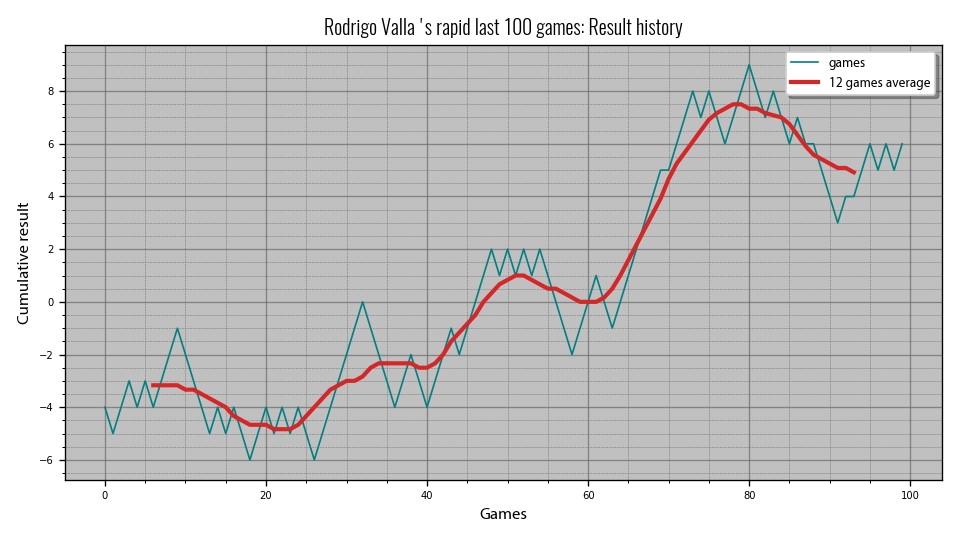 Rodrigo Valla 's rapid last 100 games: Result history
games
12 games average
Cumulative result
8
6
4
2
0
−2
−4
−6
0 20 40 60 80 100
Games